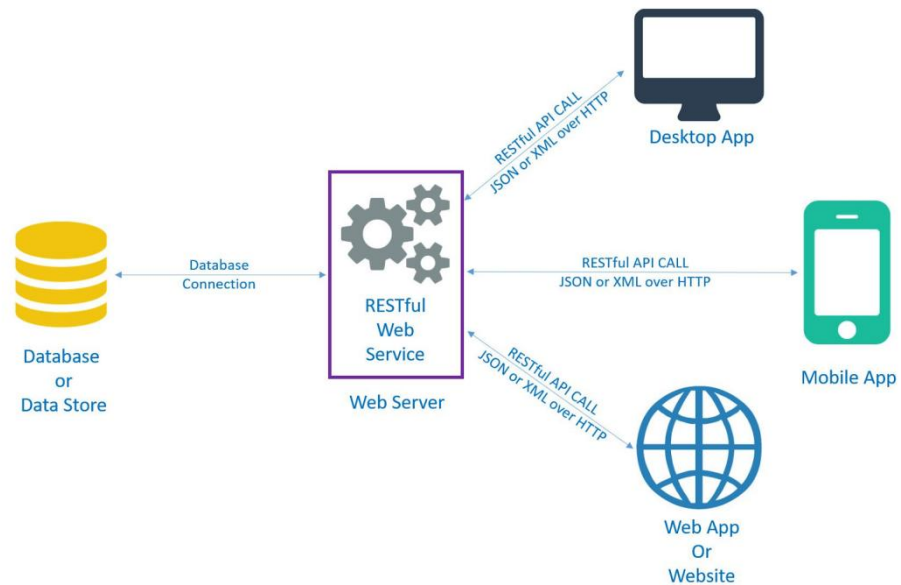 RESTful API CALL
JSON or XML over HTTP
Desktop App
Database
Connection
RESTful
Web
Service
Web Server
RESTful API CALL
JSON or XML over HTTP
Database
or
Data Store
Mobile App
RESTful API CALL
JSON or XML over HTTP
Web App
Or
Website